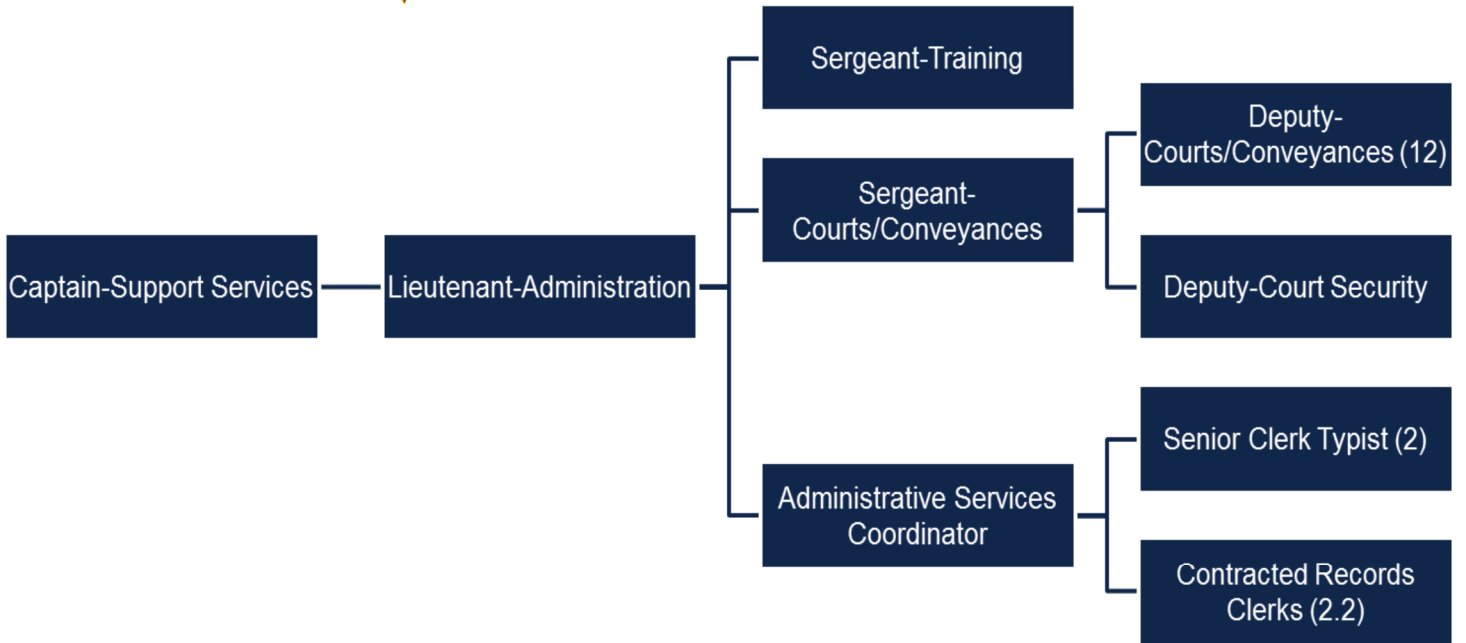 Captain-Support Services
Lieutenant-Administration
Sergeant-Training
Sergeant-
Courts/Conveyances
Deputy-
Courts/Conveyances (12)
Deputy-Court Security
Administrative Services
Coordinator
Senior Clerk Typist (2)
Contracted Records
Clerks (2.2)